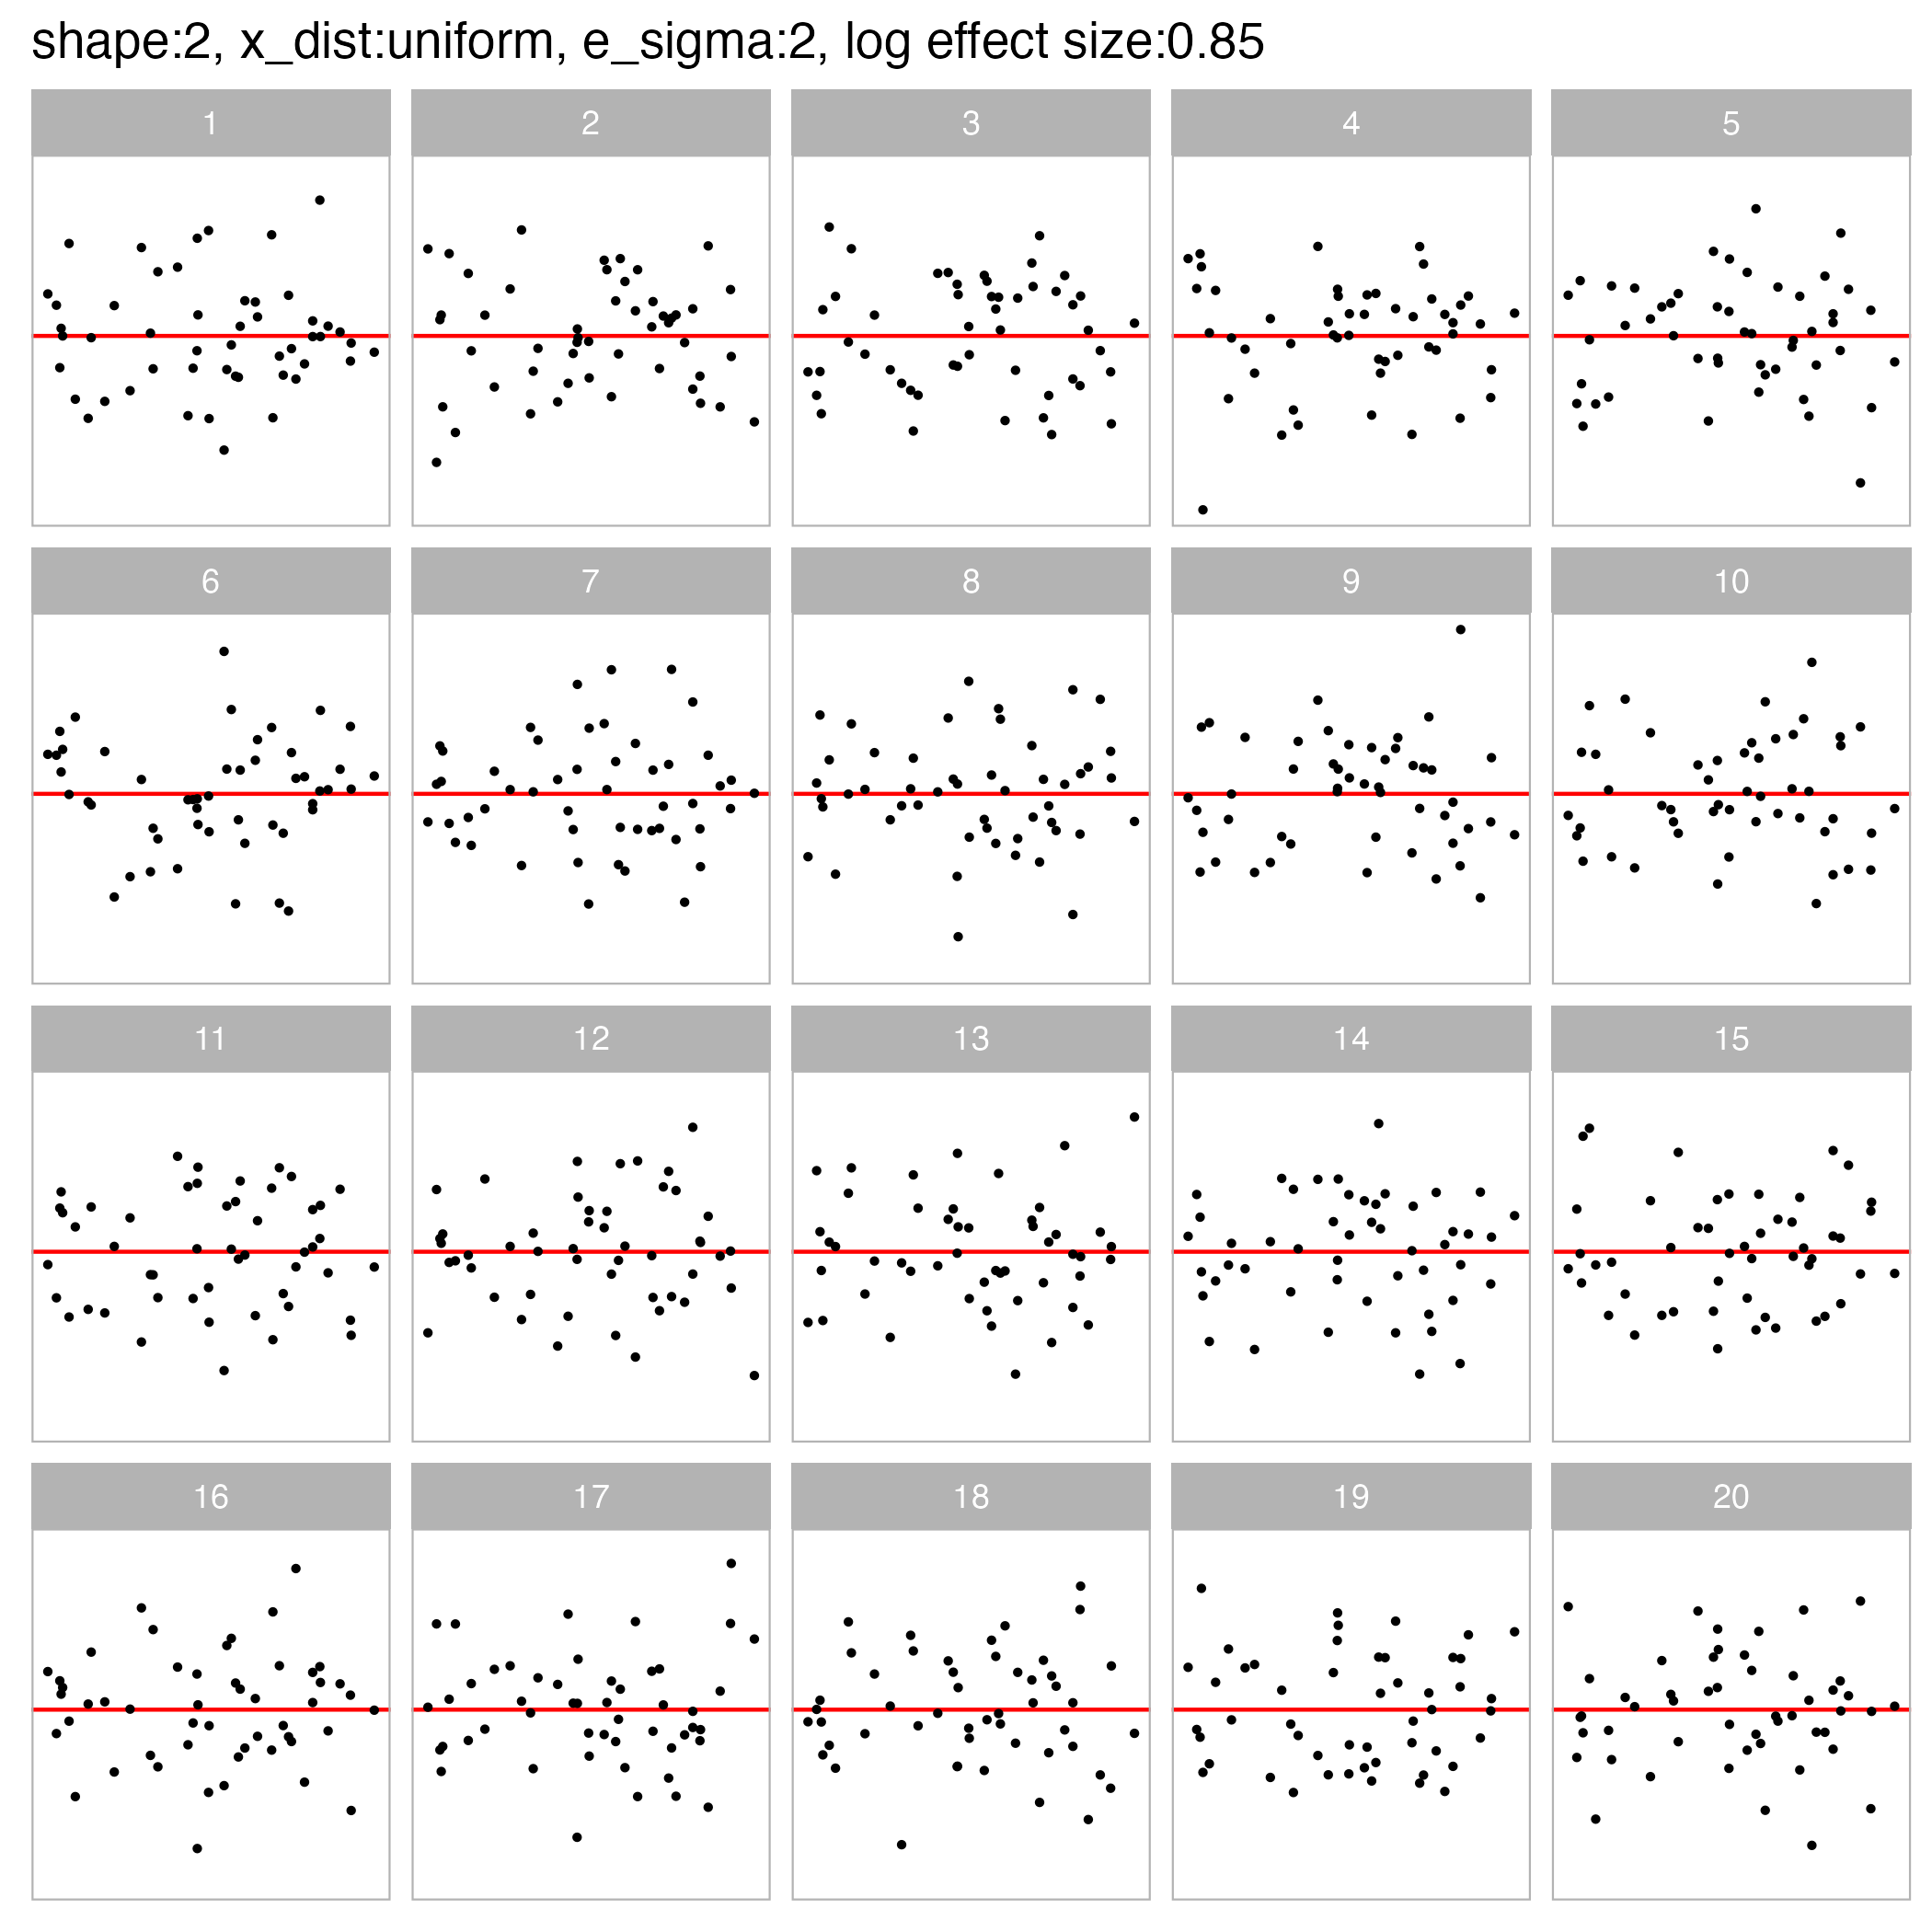 shape:2, x_dist:uniform, e_sigma:2, log effect size:0.85
1 2 3 4 5
6 7 8 9 10
11 12 13 14 15
16 17 18 19 20